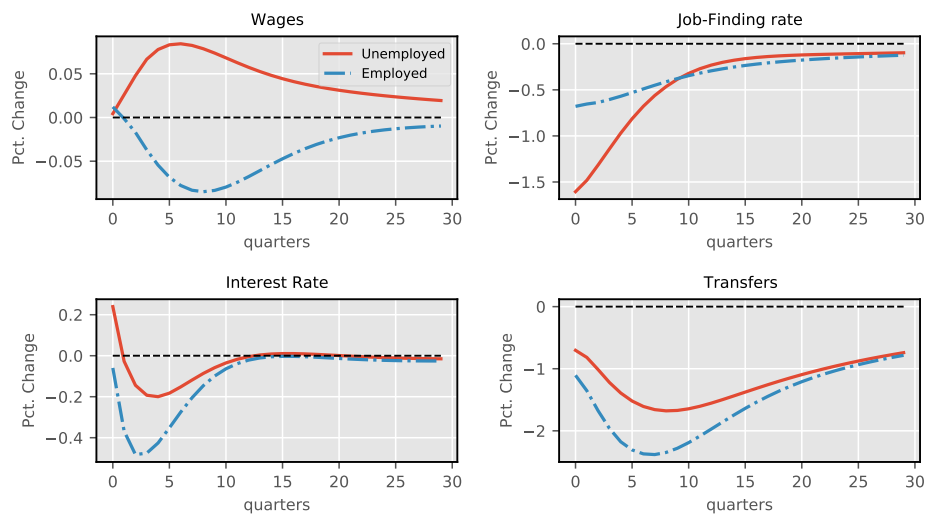 Wages
Pct. Change
0.05
0.00
−0.05
Unemployed
Employed
0 5 10 15 20 25 30
quarters
Job-Finding rate
Pct. Change
0.0
−0.5
−1.0
−1.5
0 5 10 15 20 25 30
quarters
Interest Rate
Pct. Change
0.2
0.0
−0.2
−0.4
0 5 10 15 20 25 30
quarters
Transfers
Pct. Change
0
−1
−2
0 5 10 15 20 25 30
quarters